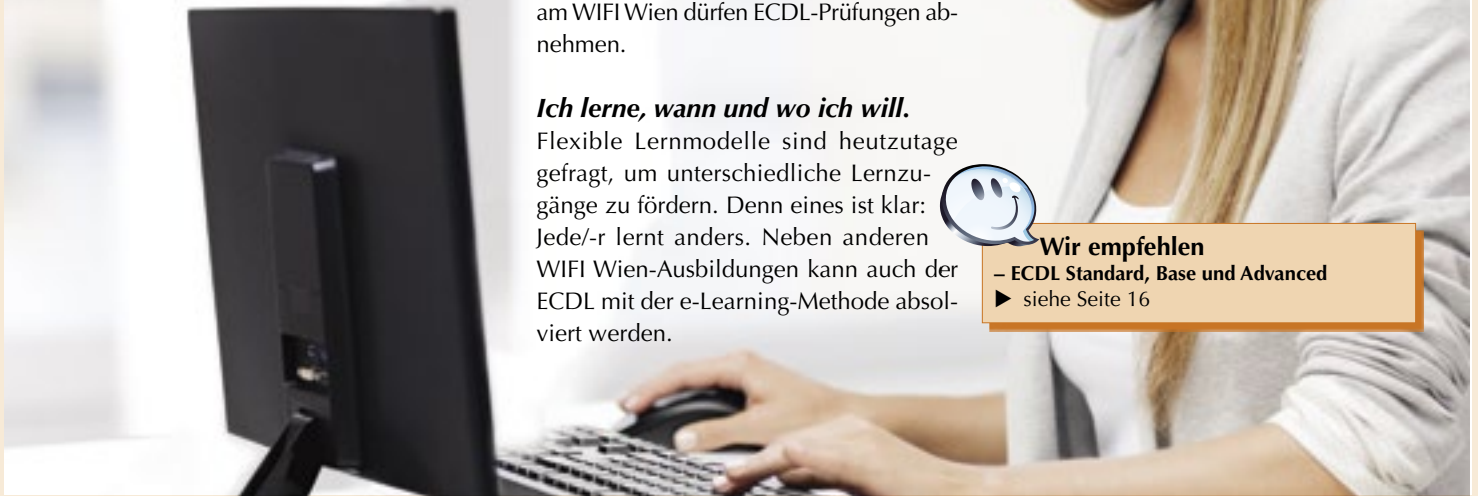 am WIFI Wien dürfen ECDL-Prüfungen ab-
nehmen.
Ich lerne, wann und wo ich will.
Flexible Lernmodelle sind heutzutage
gefragt, um unterschiedliche Lernzu-
gänge zu fördern. Denn eines ist klar:
Jede/-r lernt anders. Neben anderen
WIFI Wien-Ausbildungen kann auch der
ECDL mit der e-Learning-Methode absol-
viert werden.
Wir empfehlen
– ECDL Standard, Base und Advanced
▶ siehe Seite 16